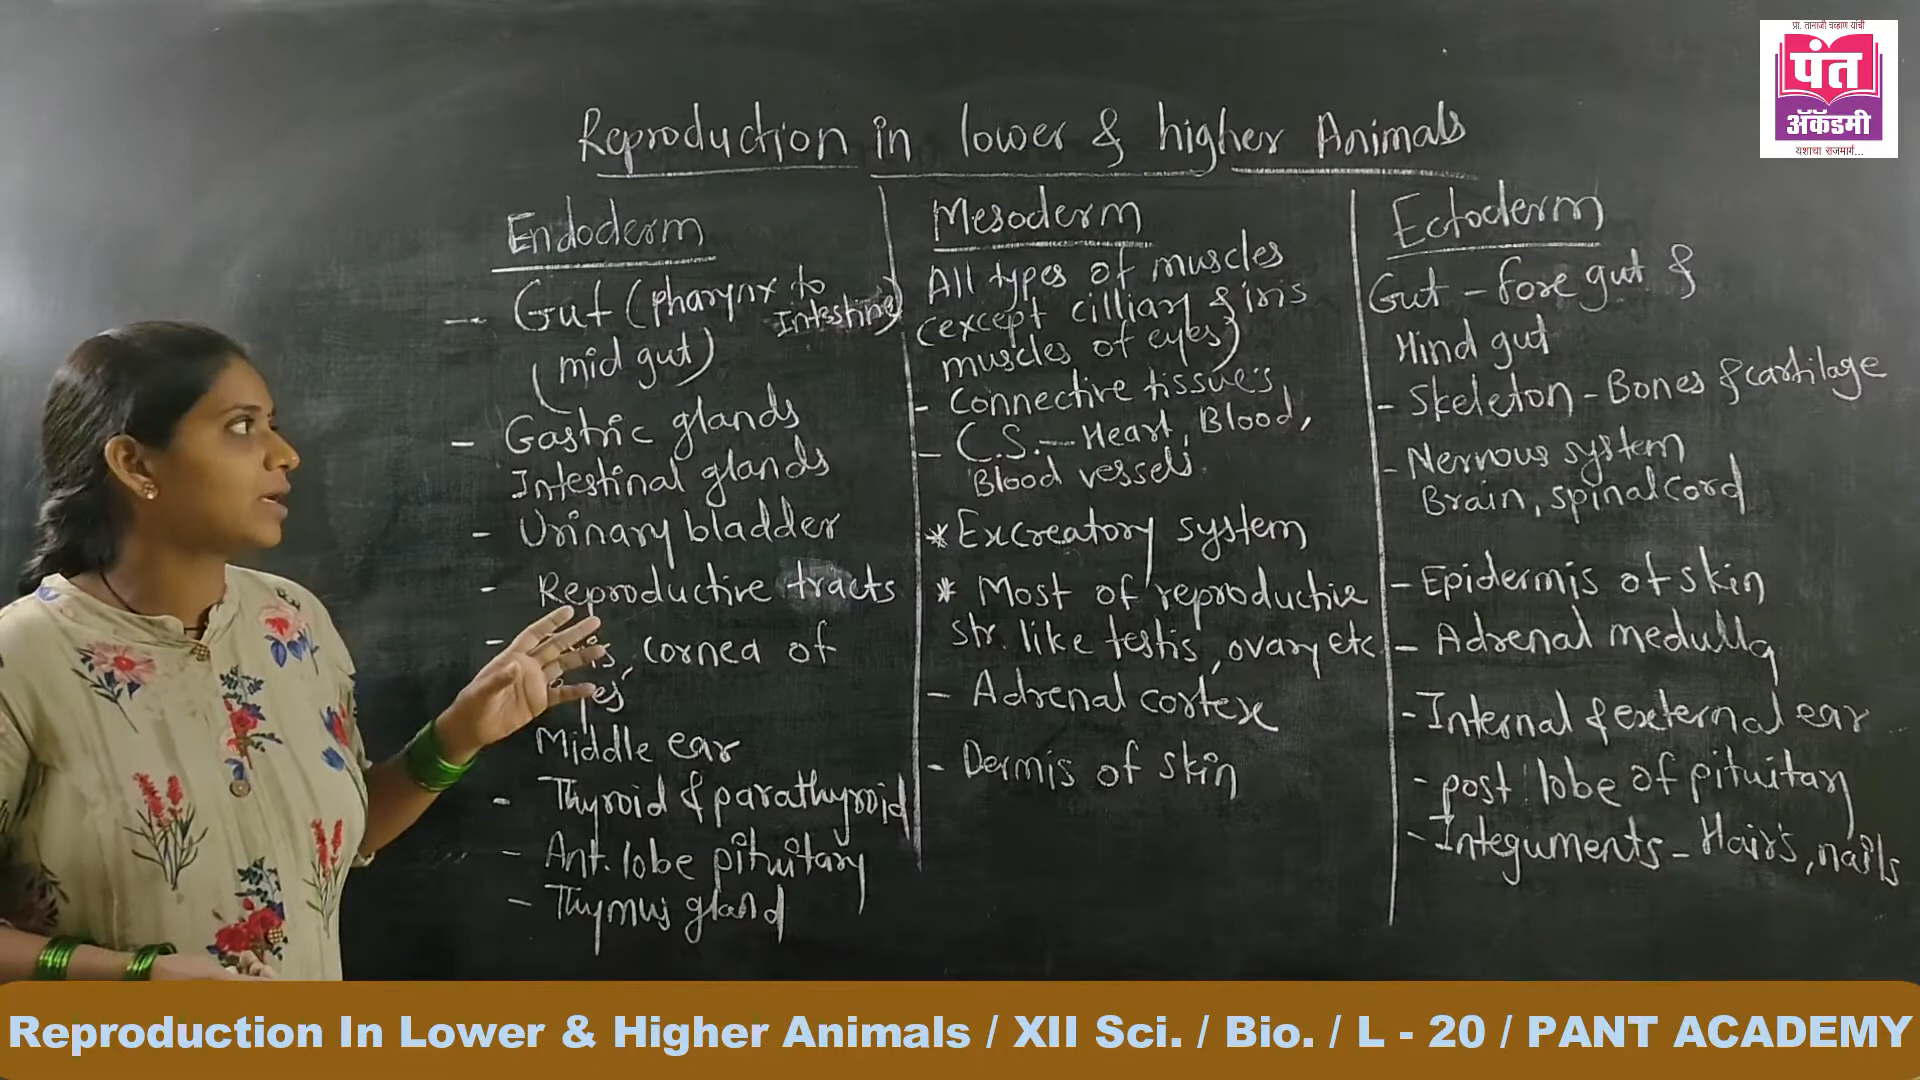 प्रा. तानाजी चव्हाण यांची
पंत
ॲकॅडमी
यशाचा राजमार्ग...
Reproduction in lower & higher Animals
Endoderm
-- Gut (pharynx to Intestine)
(mid gut)
- Gastric glands
Intestinal glands
- Urinary bladder
- Reproductive tracts
- cornea of
Middle ear
- Thyroid & parathyroid
- Ant. lobe pituitary
- Thymus gland
Mesoderm
All types of muscles
(except cilliary & iris
muscles of eyes)
- Connective tissue's
- C.S. - Heart, Blood,
Blood vessels.
* Excreatory system
* Most of reproductive
str. like testis, ovary etc
- Adrenal cortex
- Dermis of skin
Ectoderm
Gut - fore gut &
Hind gut
- Skeleton - Bones & cartilage
- Nervous system
Brain, spinal cord
- Epidermis of skin
- Adrenal medulla
- Internal & external ear
- post lobe of pituitary
- Integuments - Hair's, nails
Reproduction In Lower & Higher Animals / XII Sci. / Bio. / L - 20 / PANT ACADEMY